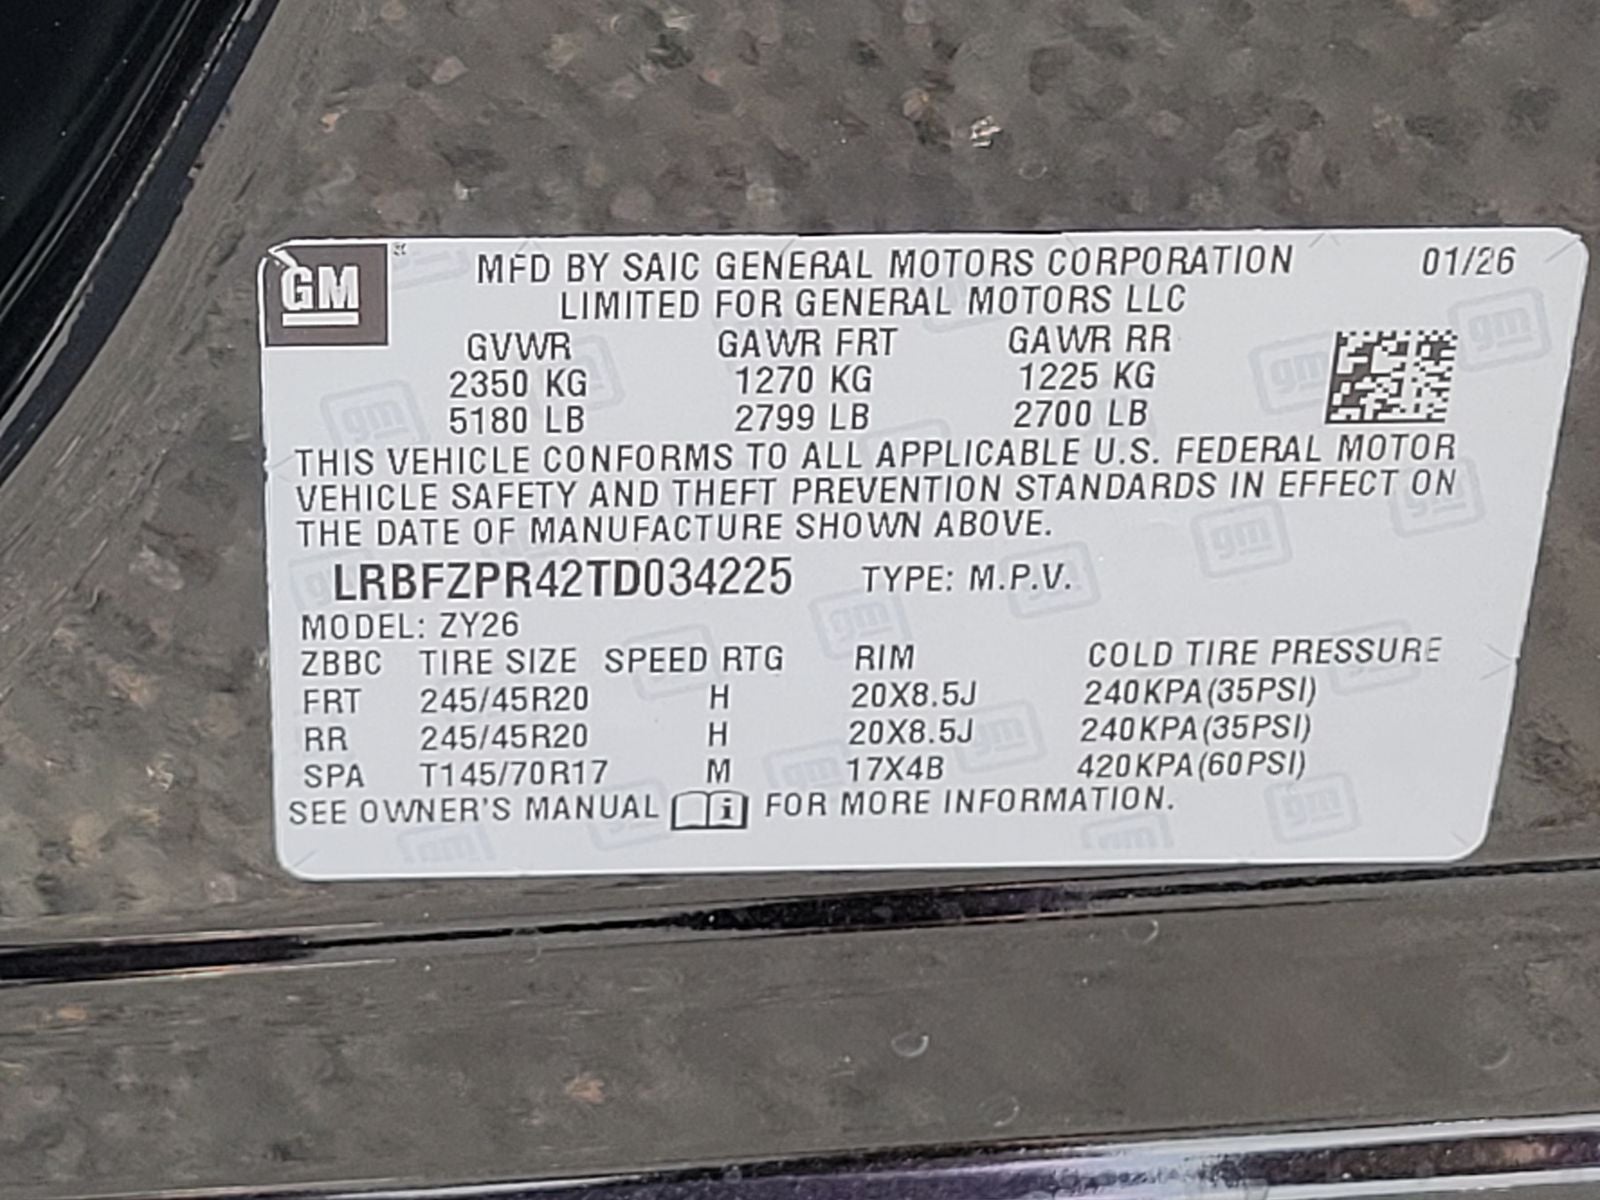 GM
MFD BY SAIC GENERAL MOTORS CORPORATION 01/26
LIMITED FOR GENERAL MOTORS LLC
GVWR GAWR FRT GAWR RR
2350 KG 1270 KG 1225 KG
5180 LB 2799 LB 2700 LB
THIS VEHICLE CONFORMS TO ALL APPLICABLE U.S. FEDERAL MOTOR
VEHICLE SAFETY AND THEFT PREVENTION STANDARDS IN EFFECT ON
THE DATE OF MANUFACTURE SHOWN ABOVE.
LRBFZPR42TD034225 TYPE: M.P.V.
MODEL: ZY26
ZBBC TIRE SIZE SPEED RTG RIM COLD TIRE PRESSURE
FRT 245/45R20 H 20X8.5J 240KPA(35PSI)
RR 245/45R20 H 20X8.5J 240KPA(35PSI)
SPA T145/70R17 M 17X4B 420KPA(60PSI)
SEE OWNER'S MANUAL i FOR MORE INFORMATION.